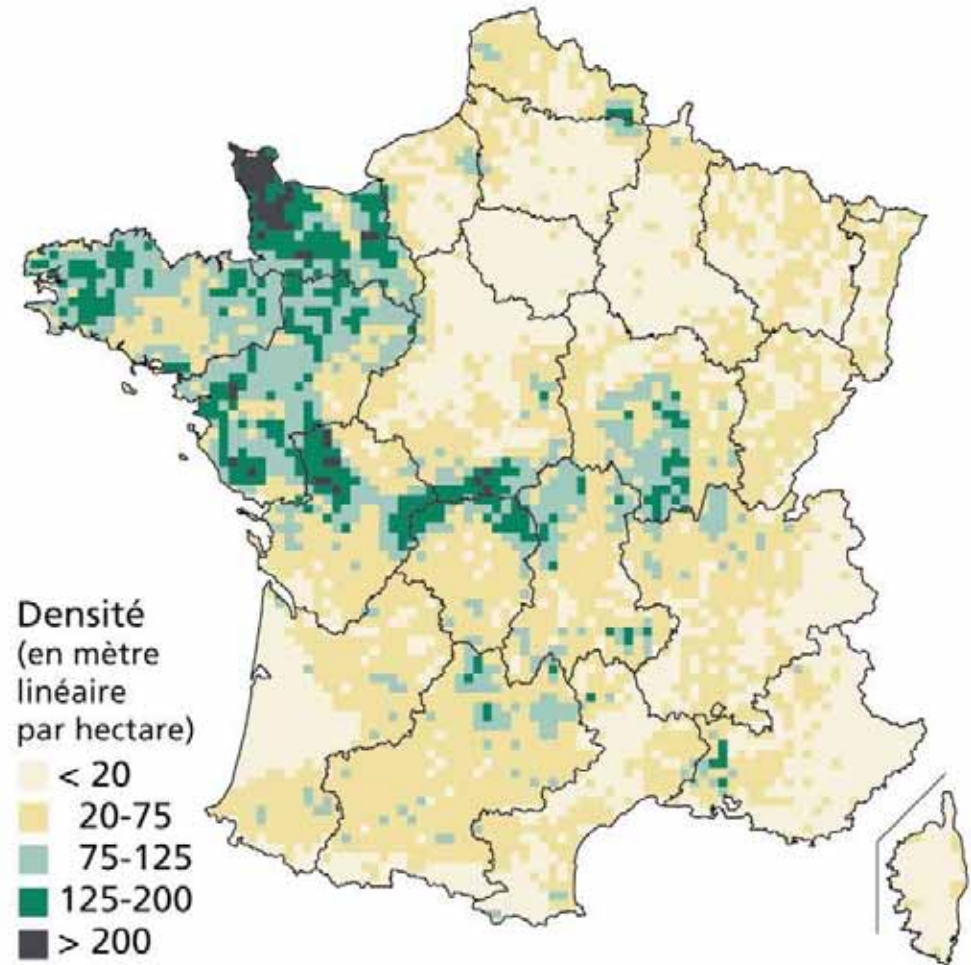 Densité
(en mètre
linéaire
par hectare)
< 20
20-75
75-125
125-200
> 200